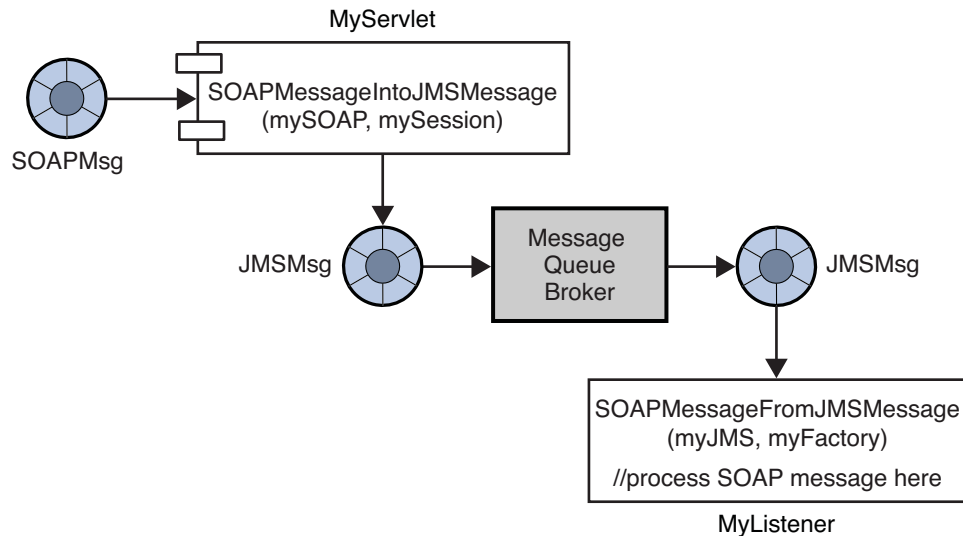 MyServlet
SOAPMessageIntoJMSMessage
(mySOAP, mySession)
SOAPMsg
JMSMsg
Message
Queue
Broker
JMSMsg
SOAPMessageFromJMSMessage
(myJMS, myFactory)
//process SOAP message here
MyListener